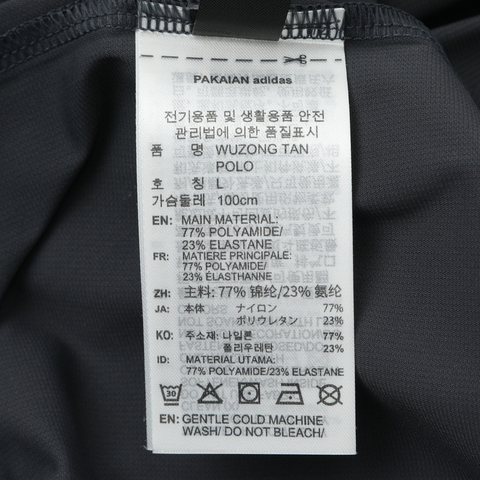 PAKAIAN adidas
전기용품 및 생활용품 안전
관리법에 의한 품질표시
품 명 WUZONG TAN
POLO
호 칭 L
가슴둘레 100cm
EN: MAIN MATERIAL:
77% POLYAMIDE/
23% ELASTANE
FR: MATIERE PRINCIPALE:
77% POLYAMIDE/
23% ÉLASTHANNE
ZH: 主料: 77% 锦纶/23% 氨纶
JA: 本体 ナイロン 77%
ポリウレタン 23%
KO: 주소재: 나일론 77%
폴리우레탄 23%
ID: MATERIAL UTAMA:
77% POLYAMIDE/23% ELASTANE
30
EN: GENTLE COLD MACHINE
WASH/ DO NOT BLEACH/